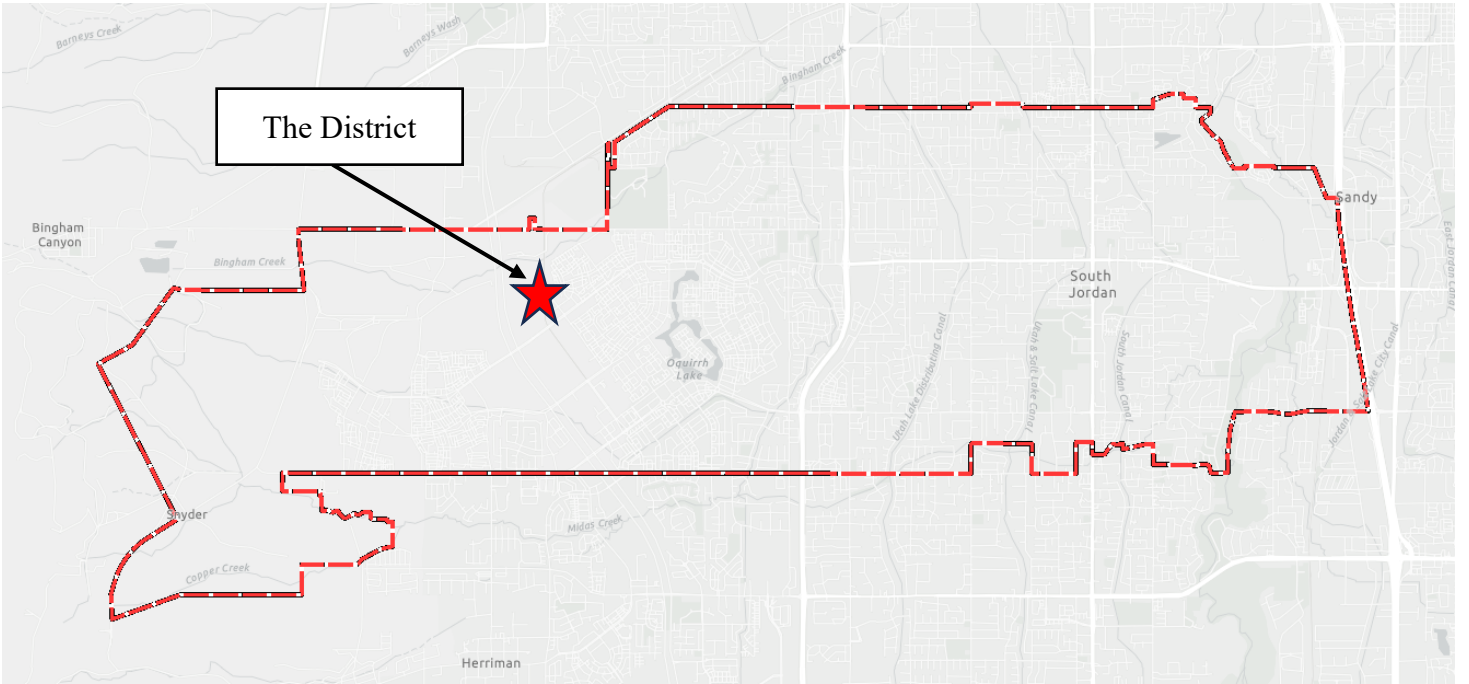 Barneys Creek
Barneys Wash
Bingham Creek
The District
Sandy
Bingham
Canyon
Bingham Creek
East Jordan Canal
South
Jordan
Oquirrh
Lake
Utah Lake Distributing Canal
Utah & Salt Lake Canal
South Jordan Canal
Jordan & Salt Lake City Canal
Snyder
Midas Creek
Copper Creek
Herriman